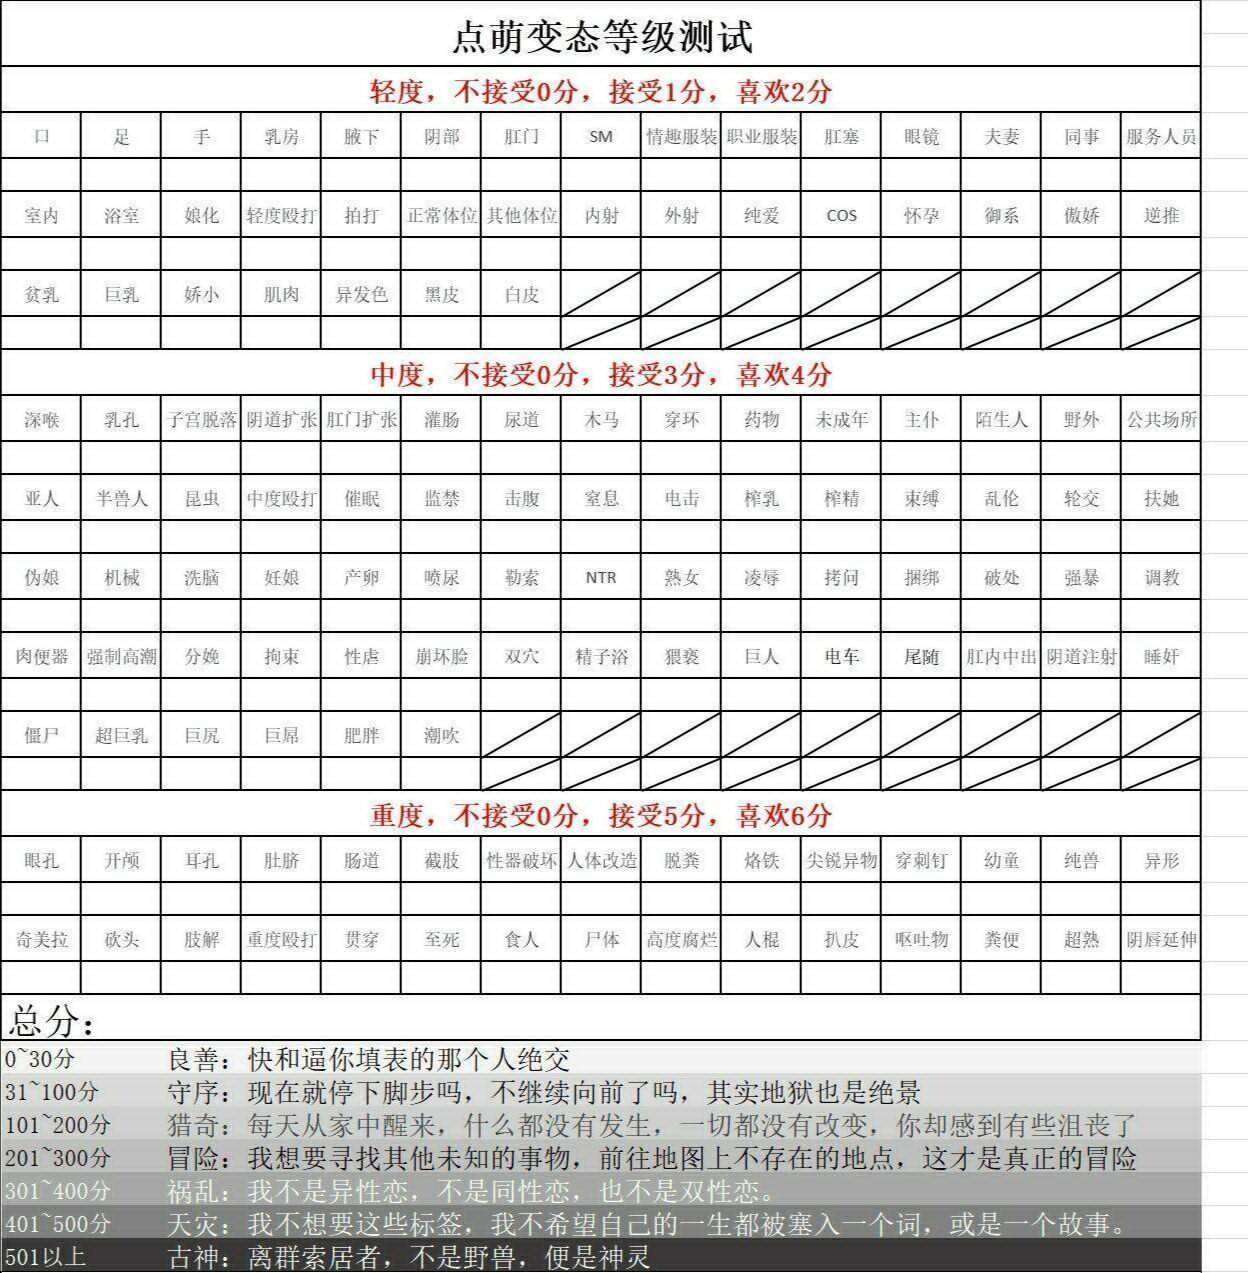 点萌变态等级测试
轻度，不接受0分，接受1分，喜欢2分
口 足 手 乳房 腋下 阴部 肛门 SM 情趣服装 职业服装 肛塞 眼镜 夫妻 同事 服务人员
室内 浴室 娘化 轻度殴打 拍打 正常体位 其他体位 内射 外射 纯爱 COS 怀孕 御系 傲娇 逆推
贫乳 巨乳 娇小 肌肉 异发色 黑皮 白皮
中度，不接受0分，接受3分，喜欢4分
深喉 乳孔 子宫脱落 阴道扩张 肛门扩张 灌肠 尿道 木马 穿环 药物 未成年 主仆 陌生人 野外 公共场所
亚人 半兽人 昆虫 中度殴打 催眠 监禁 击腹 窒息 电击 榨乳 榨精 束缚 乱伦 轮交 扶她
伪娘 机械 洗脑 妊娘 产卵 喷尿 勒索 NTR 熟女 凌辱 拷问 捆绑 破处 强暴 调教
肉便器 强制高潮 分娩 拘束 性虐 崩坏脸 双穴 精子浴 猥亵 巨人 电车 尾随 肛内中出 阴道注射 睡奸
僵尸 超巨乳 巨尻 巨屌 肥胖 潮吹
重度，不接受0分，接受5分，喜欢6分
眼孔 开颅 耳孔 肚脐 肠道 截肢 性器破坏 人体改造 脱粪 烙铁 尖锐异物 穿刺钉 幼童 纯兽 异形
奇美拉 砍头 肢解 重度殴打 贯穿 至死 食人 尸体 高度腐烂 人棍 扒皮 呕吐物 粪便 超熟 阴唇延伸
总分：
0~30分 良善：快和逼你填表的那个人绝交
31~100分 守序：现在就停下脚步吗，不继续向前了吗，其实地狱也是绝景
101~200分 猎奇：每天从家中醒来，什么都没有发生，一切都没有改变，你却感到有些沮丧了
201~300分 冒险：我想要寻找其他未知的事物，前往地图上不存在的地点，这才是真正的冒险
301~400分 祸乱：我不是异性恋，不是同性恋，也不是双性恋。
401~500分 天灾：我不想要这些标签，我不希望自己的一生都被塞入一个词，或是一个故事。
501以上 古神：离群索居者，不是野兽，便是神灵